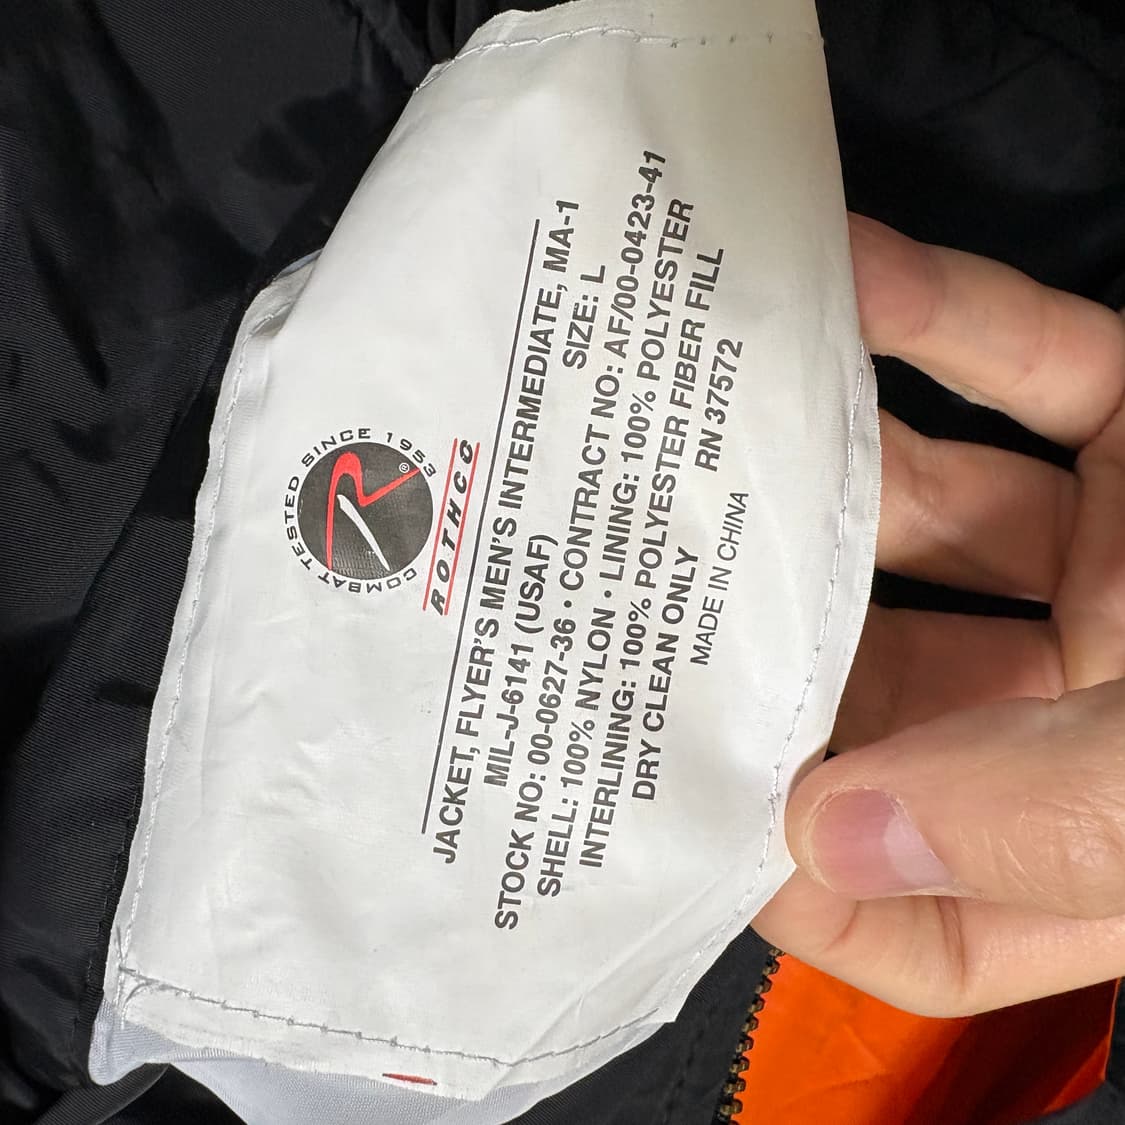 COMBAT TESTED SINCE 1953
R®
ROTHCO
JACKET, FLYER'S MEN'S INTERMEDIATE, MA-1
MIL-J-6141 (USAF) SIZE: L
STOCK NO: 00-0627-36 • CONTRACT NO: AF/00-0423-41
SHELL: 100% NYLON • LINING: 100% POLYESTER
INTERLINING: 100% POLYESTER FIBER FILL
DRY CLEAN ONLY RN 37572
MADE IN CHINA